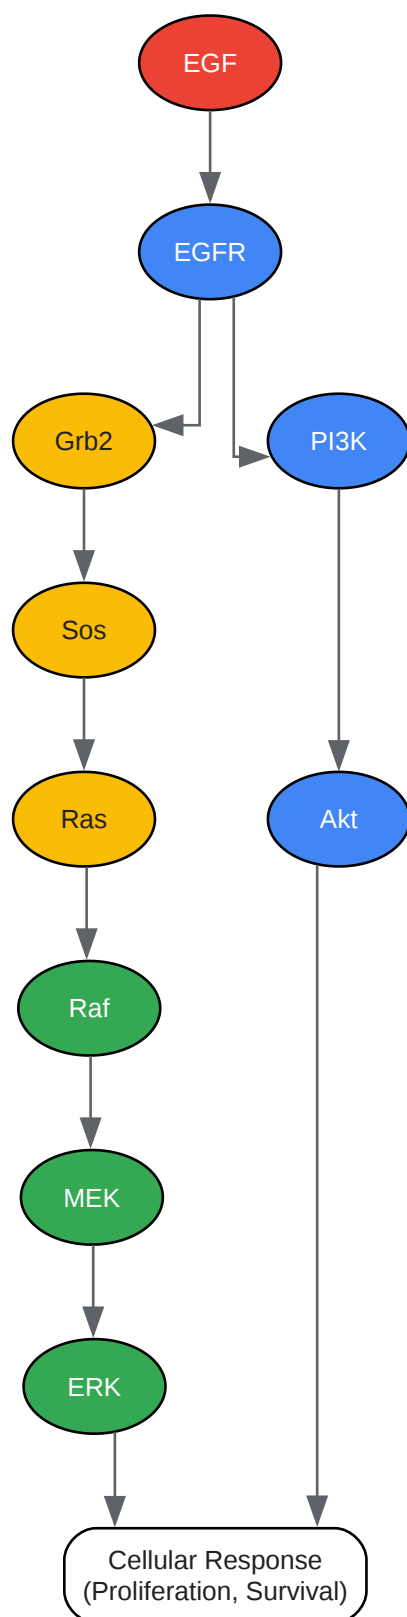 EGF
EGFR
Grb2
PI3K
Sos
Ras
Akt
Raf
MEK
ERK
Cellular Response
(Proliferation, Survival)